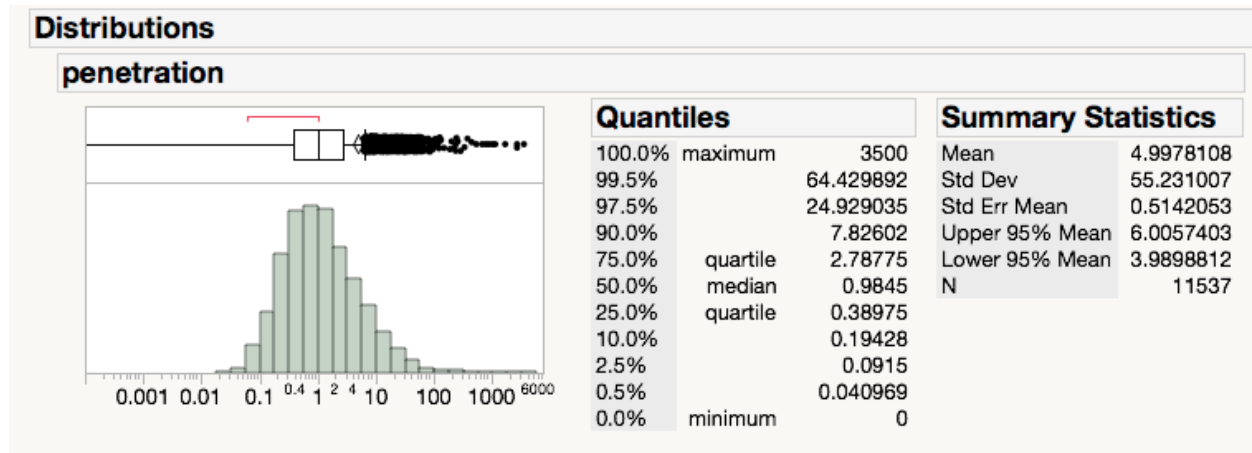 Distributions
penetration
0.001 0.01 0.1 0.4 1 2 4 10 100 1000 6000
Quantiles
100.0% maximum 3500
99.5% 64.429892
97.5% 24.929035
90.0% 7.82602
75.0% quartile 2.78775
50.0% median 0.9845
25.0% quartile 0.38975
10.0% 0.19428
2.5% 0.0915
0.5% 0.040969
0.0% minimum 0
Summary Statistics
Mean 4.9978108
Std Dev 55.231007
Std Err Mean 0.5142053
Upper 95% Mean 6.0057403
Lower 95% Mean 3.9898812
N 11537